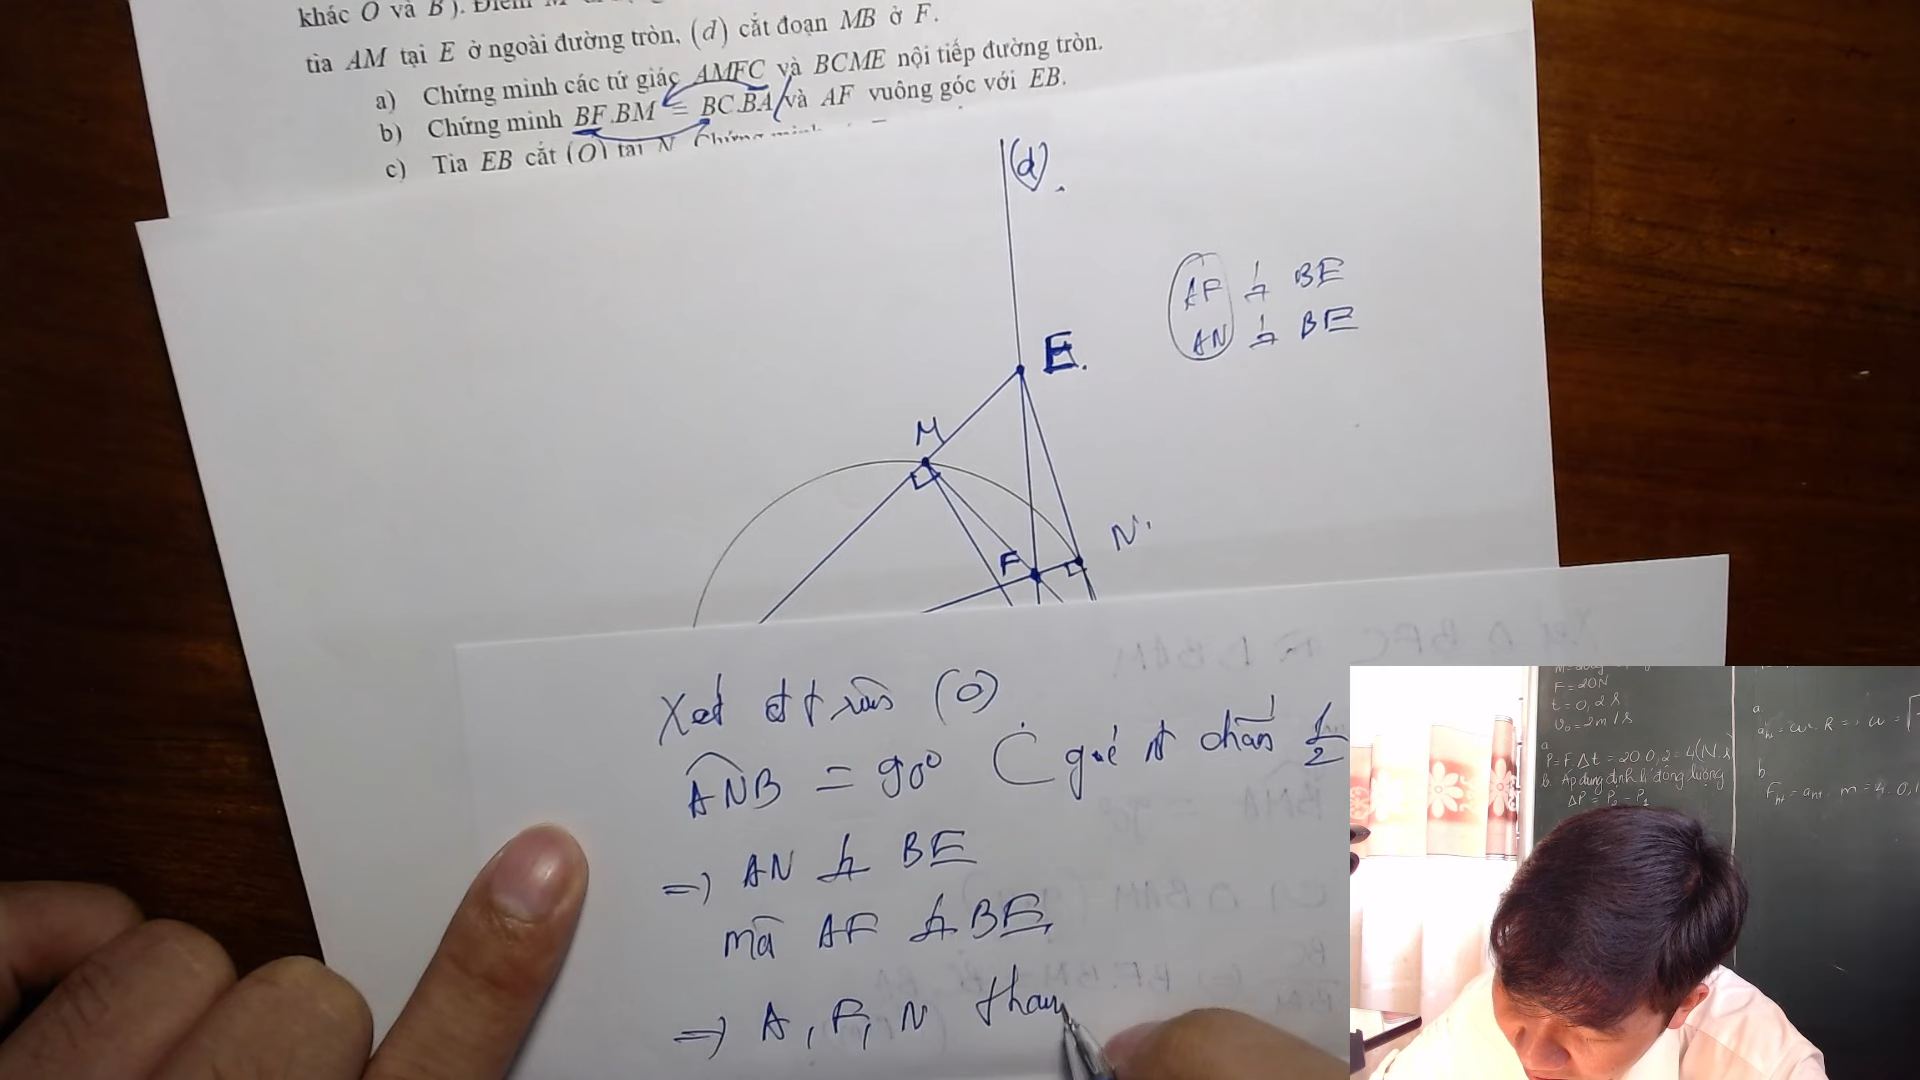 khác O và B). Điểm M
tia AM tại E ở ngoài đường tròn, (d) cắt đoạn MB ở F.
a) Chứng minh các tứ giác AMFC và BCME nội tiếp đường tròn.
b) Chứng minh BF.BM = BC.BA và AF vuông góc với EB.
c) Tia EB cắt (O) tại N Chứng minh
(d).
AF ⊥ BE
AN ⊥ BE
E.
M
N.
F
Xét đt tròn (O)
ANB = 90° ( góc nt chắn 1/2
=> AN ⊥ BE
mà AF ⊥ BE,
=> A, F, N than
F = 20N
t = 0,2 s
v₀ = 2m/s
a
P = F.Δt = 20.0,2 = 4(N.s)
b. Áp dụng định lí động lượng
ΔP = P₂ - P₁
a.
b